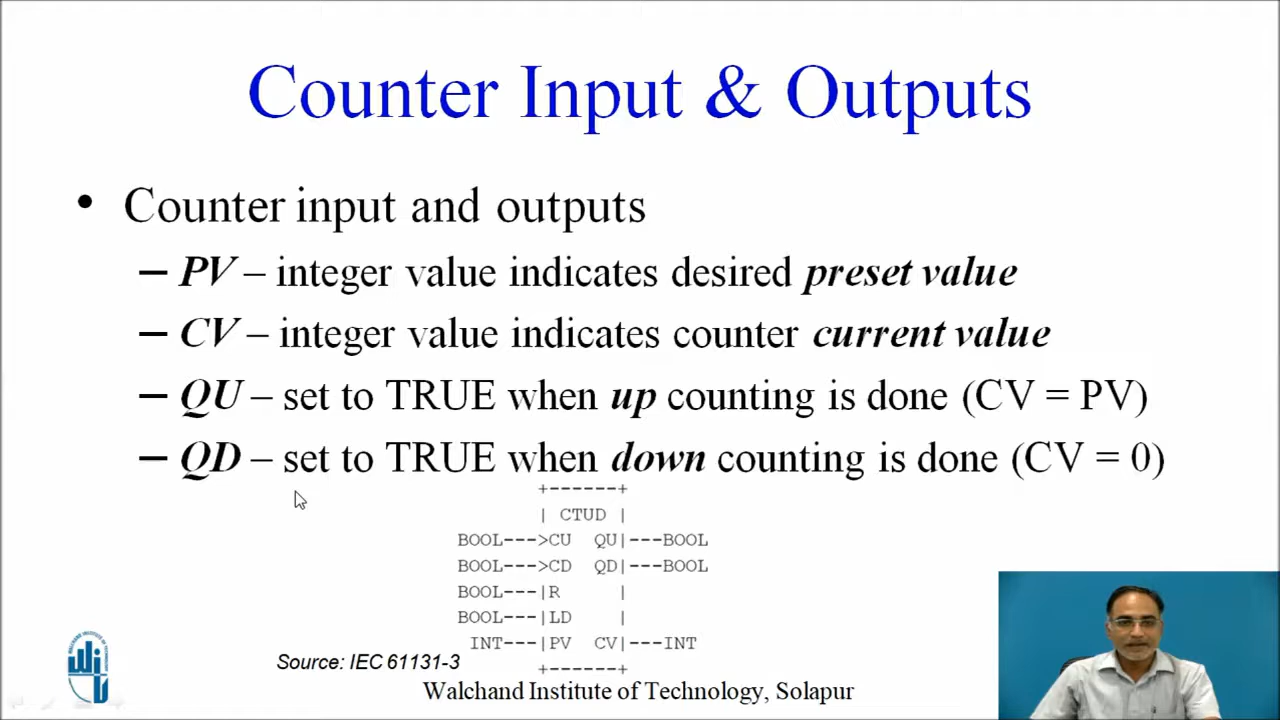 Counter Input & Outputs
• Counter input and outputs
– PV – integer value indicates desired preset value
– CV – integer value indicates counter current value
– QU – set to TRUE when up counting is done (CV = PV)
– QD – set to TRUE when down counting is done (CV = 0)
+------+
| CTUD |
BOOL--->CU QU|---BOOL
BOOL--->CD QD|---BOOL
BOOL---|R |
BOOL---|LD |
INT---|PV CV|---INT
+------+
Source: IEC 61131-3
Walchand Institute of Technology, Solapur